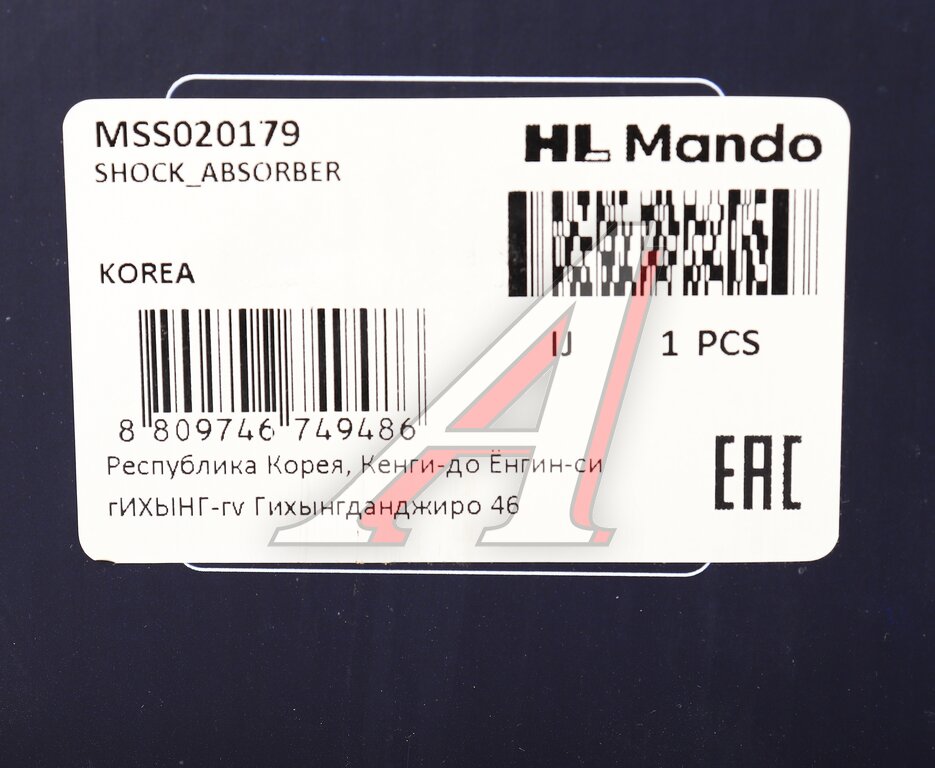 MSS020179
SHOCK_ABSORBER
HL Mando
KOREA
IJ 1 PCS
8 809746 749486
Республика Корея, Кенги-до Ёнгин-си
гИХЫНГ-гv Гихынгданджиро 46
EAC